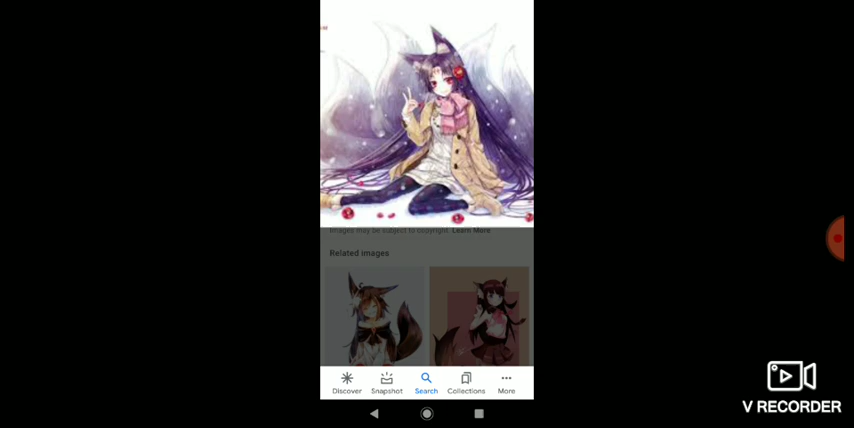 Images may be subject to copyright. Learn More
Related images
Discover
Snapshot
Search
Collections
More
V RECORDER